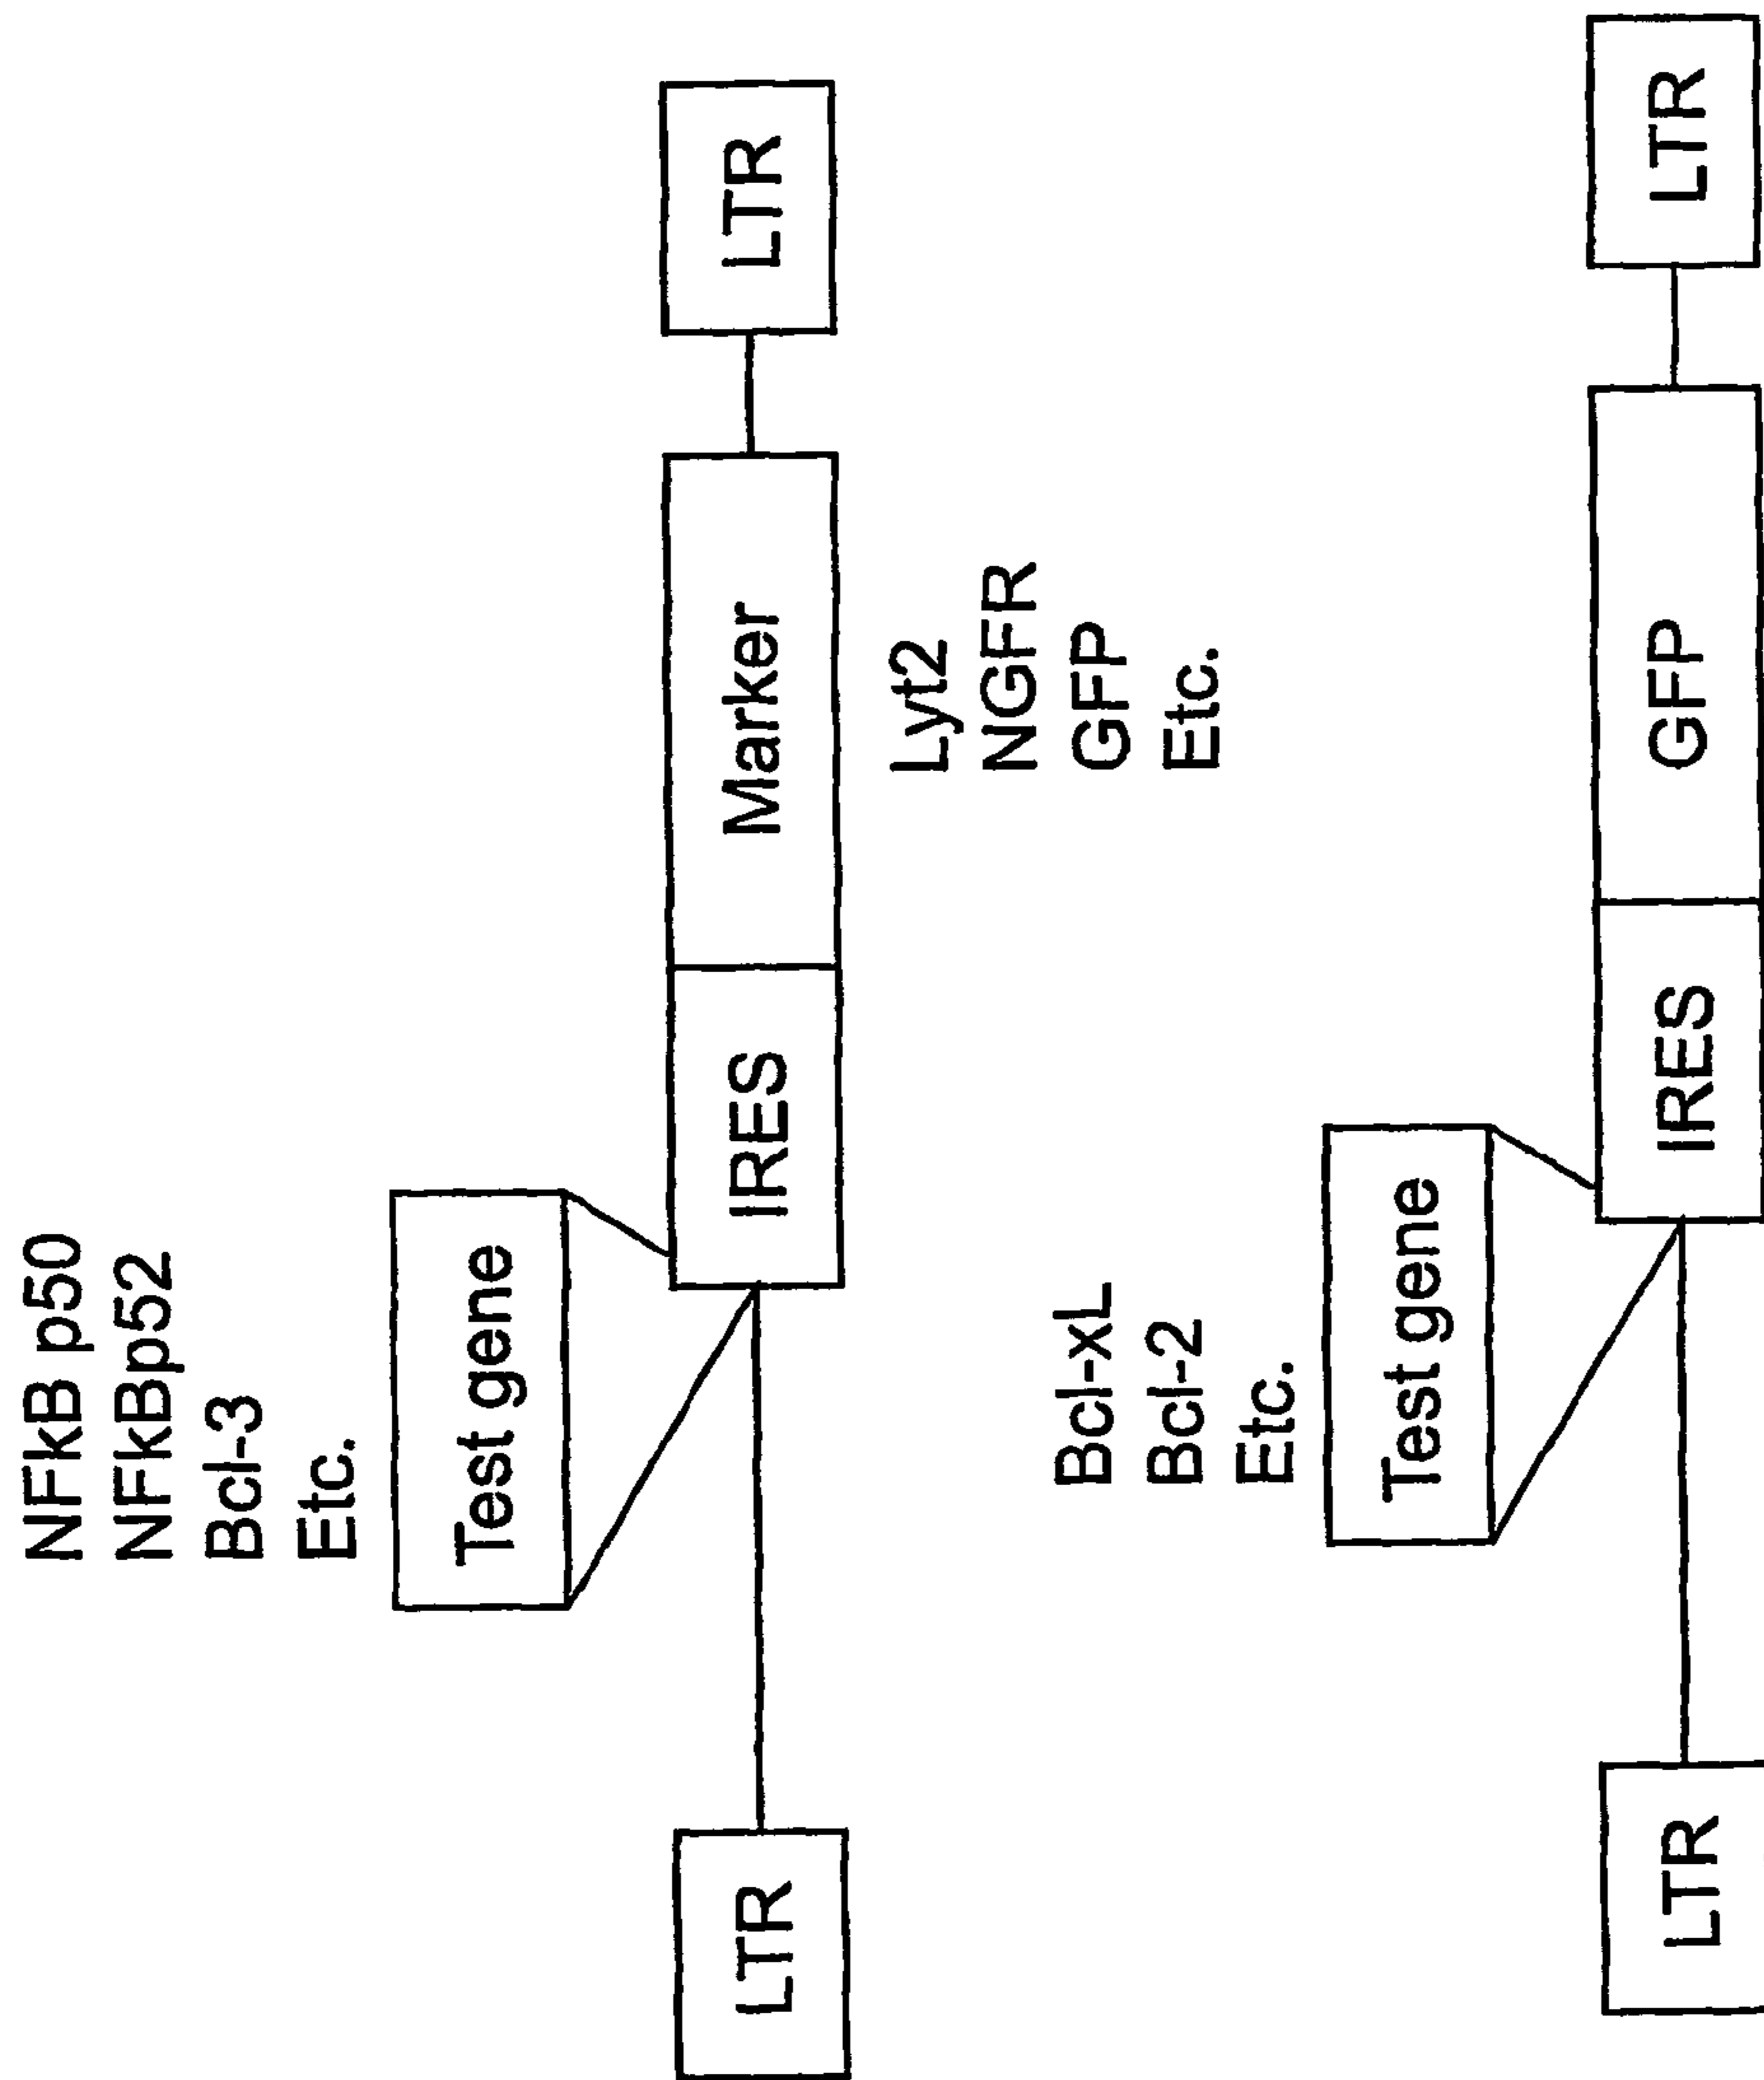 NFkB p50
NFkBp52
Bcl-3
Etc.
Test gene
LTR
IRES
Marker
LTR
Lyt2
NGFR
GFP
Etc.
Bcl-xL
Bcl-2
Etc.
Test gene
LTR
IRES
GFP
LTR